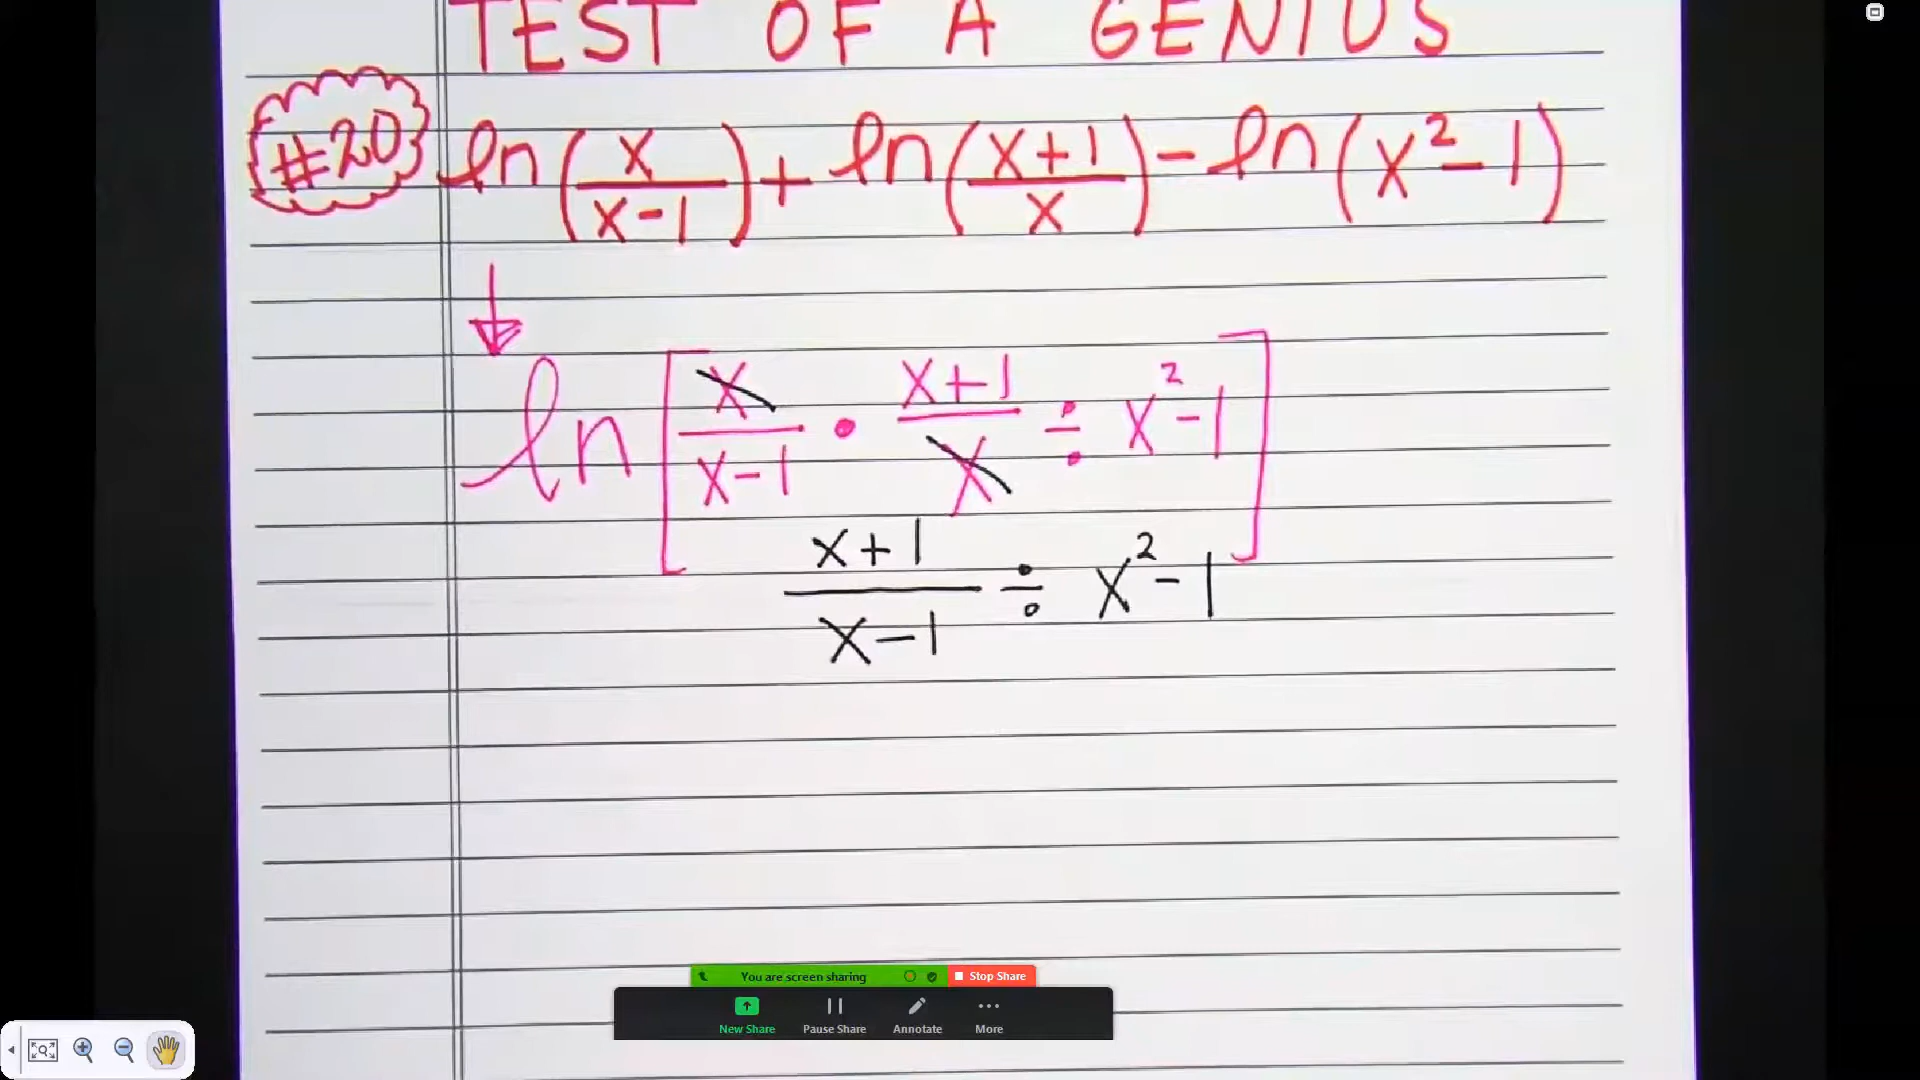 TEST OF A GENIUS
#20 ln(x/(x-1)) + ln((x+1)/x) - ln(x²-1)
ln[x/(x-1) • (x+1)/x ÷ x²-1]
(x+1)/(x-1) ÷ x²-1
You are screen sharing Stop Share
New Share Pause Share Annotate More